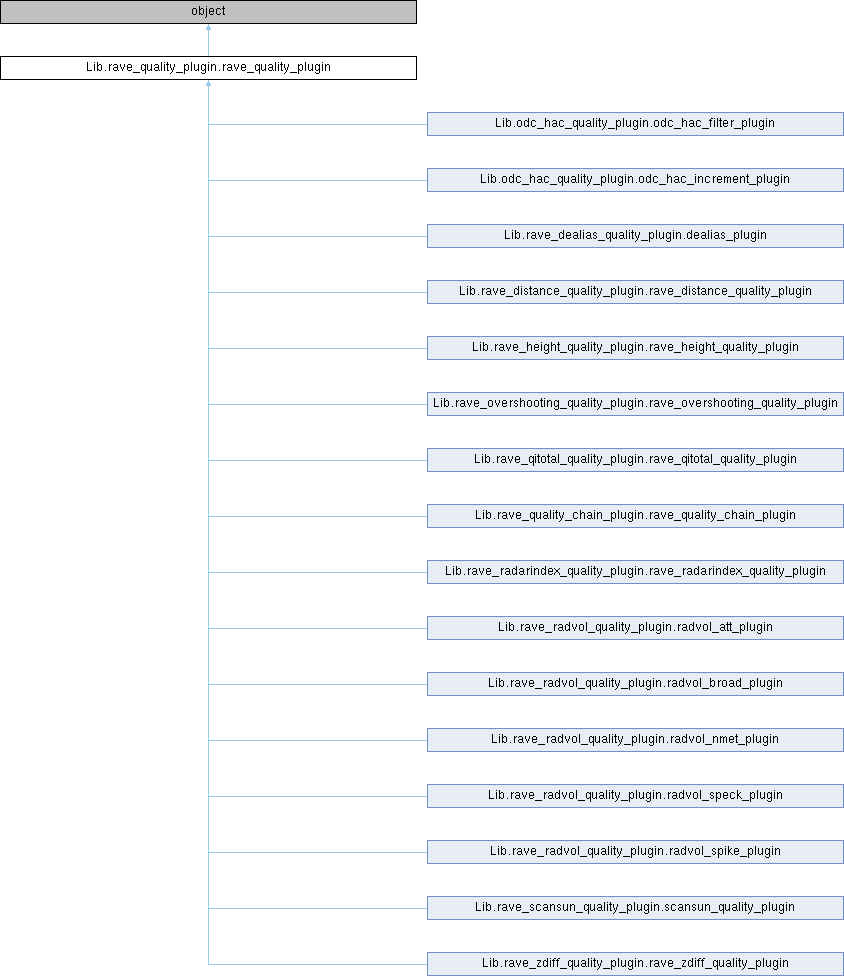 object
Lib.rave_quality_plugin.rave_quality_plugin
Lib.odc_hac_quality_plugin.odc_hac_filter_plugin
Lib.odc_hac_quality_plugin.odc_hac_increment_plugin
Lib.rave_dealias_quality_plugin.dealias_plugin
Lib.rave_distance_quality_plugin.rave_distance_quality_plugin
Lib.rave_height_quality_plugin.rave_height_quality_plugin
Lib.rave_overshooting_quality_plugin.rave_overshooting_quality_plugin
Lib.rave_qitotal_quality_plugin.rave_qitotal_quality_plugin
Lib.rave_quality_chain_plugin.rave_quality_chain_plugin
Lib.rave_radarindex_quality_plugin.rave_radarindex_quality_plugin
Lib.rave_radvol_quality_plugin.radvol_att_plugin
Lib.rave_radvol_quality_plugin.radvol_broad_plugin
Lib.rave_radvol_quality_plugin.radvol_nmet_plugin
Lib.rave_radvol_quality_plugin.radvol_speck_plugin
Lib.rave_radvol_quality_plugin.radvol_spike_plugin
Lib.rave_scansun_quality_plugin.scansun_quality_plugin
Lib.rave_zdiff_quality_plugin.rave_zdiff_quality_plugin